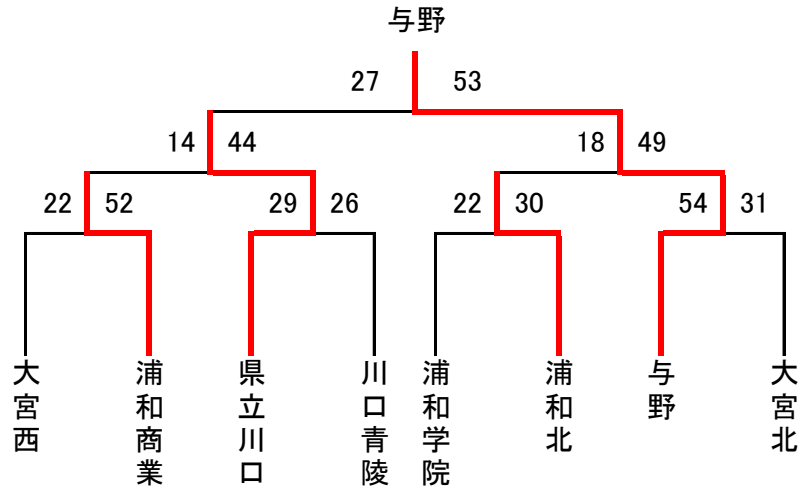 与野
27 53
14 44 18 49
22 52 29 26 22 30 54 31
大宮西
浦和商業
県立川口
川口青陵
浦和学院
浦和北
与野
大宮北